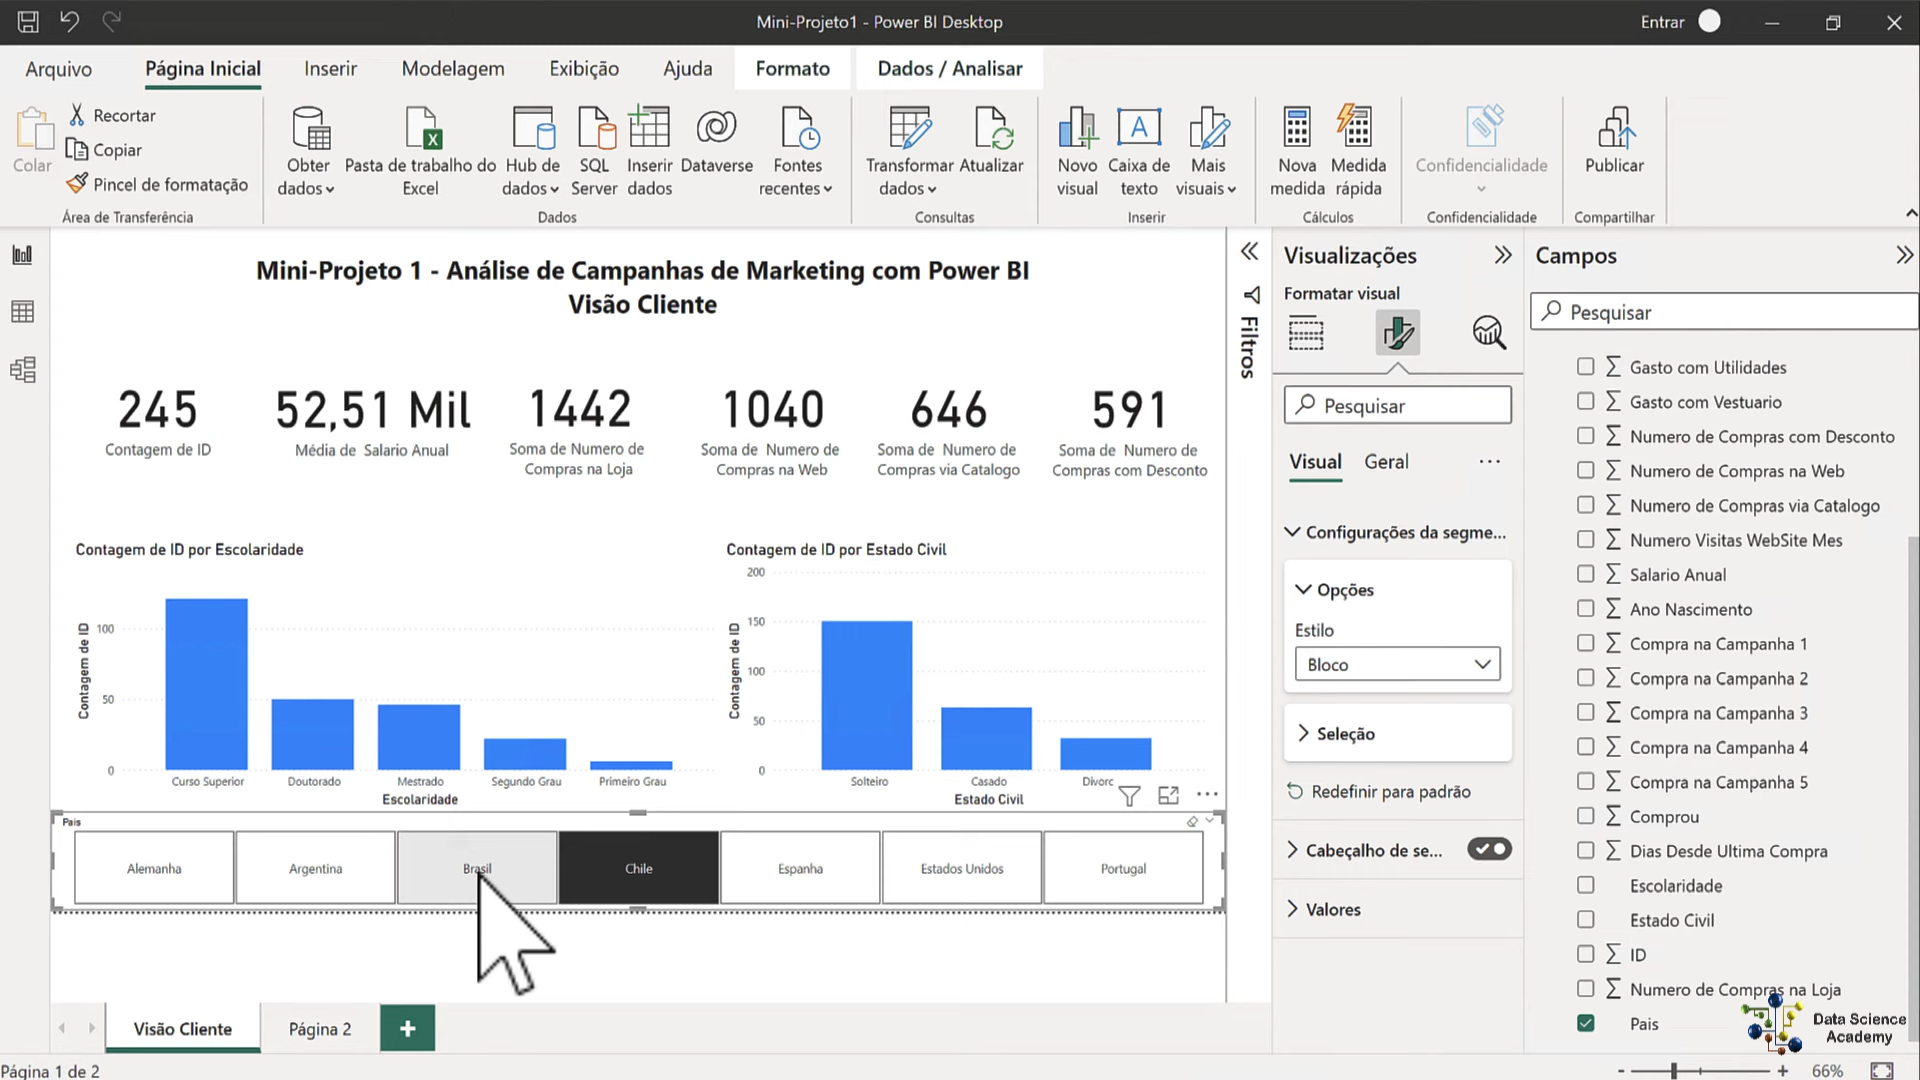 Mini-Projeto1 - Power BI Desktop
Entrar
Arquivo
Página Inicial
Inserir
Modelagem
Exibição
Ajuda
Formato
Dados / Analisar
Colar
Recortar
Copiar
Pincel de formatação
Área de Transferência
Obter
dados
Pasta de trabalho do
Excel
Hub de
dados
SQL
Server
Inserir
dados
Dataverse
Fontes
recentes
Dados
Transformar
dados
Atualizar
Consultas
Novo
visual
Caixa de
texto
Mais
visuais
Inserir
Nova
medida
Medida
rápida
Cálculos
Confidencialidade
Confidencialidade
Publicar
Compartilhar
Mini-Projeto 1 - Análise de Campanhas de Marketing com Power BI
Visão Cliente
245
Contagem de ID
52,51 Mil
Média de Salario Anual
1442
Soma de Numero de
Compras na Loja
1040
Soma de Numero de
Compras na Web
646
Soma de Numero de
Compras via Catalogo
591
Soma de Numero de
Compras com Desconto
Contagem de ID por Escolaridade
Contagem de ID
100
50
0
Curso Superior
Doutorado
Mestrado
Segundo Grau
Primeiro Grau
Escolaridade
Contagem de ID por Estado Civil
Contagem de ID
200
150
100
50
0
Solteiro
Casado
Divorc
Estado Civil
Pais
Alemanha
Argentina
Brasil
Chile
Espanha
Estados Unidos
Portugal
Filtros
Visualizações
Formatar visual
Pesquisar
Visual
Geral
Configurações da segme...
Opções
Estilo
Bloco
Seleção
Redefinir para padrão
Cabeçalho de se...
Valores
Campos
Pesquisar
Gasto com Utilidades
Gasto com Vestuario
Numero de Compras com Desconto
Numero de Compras na Web
Numero de Compras via Catalogo
Numero Visitas WebSite Mes
Salario Anual
Ano Nascimento
Compra na Campanha 1
Compra na Campanha 2
Compra na Campanha 3
Compra na Campanha 4
Compra na Campanha 5
Comprou
Dias Desde Ultima Compra
Escolaridade
Estado Civil
ID
Numero de Compras na Loja
Pais
Data Science
Academy
Visão Cliente
Página 2
Página 1 de 2
66%